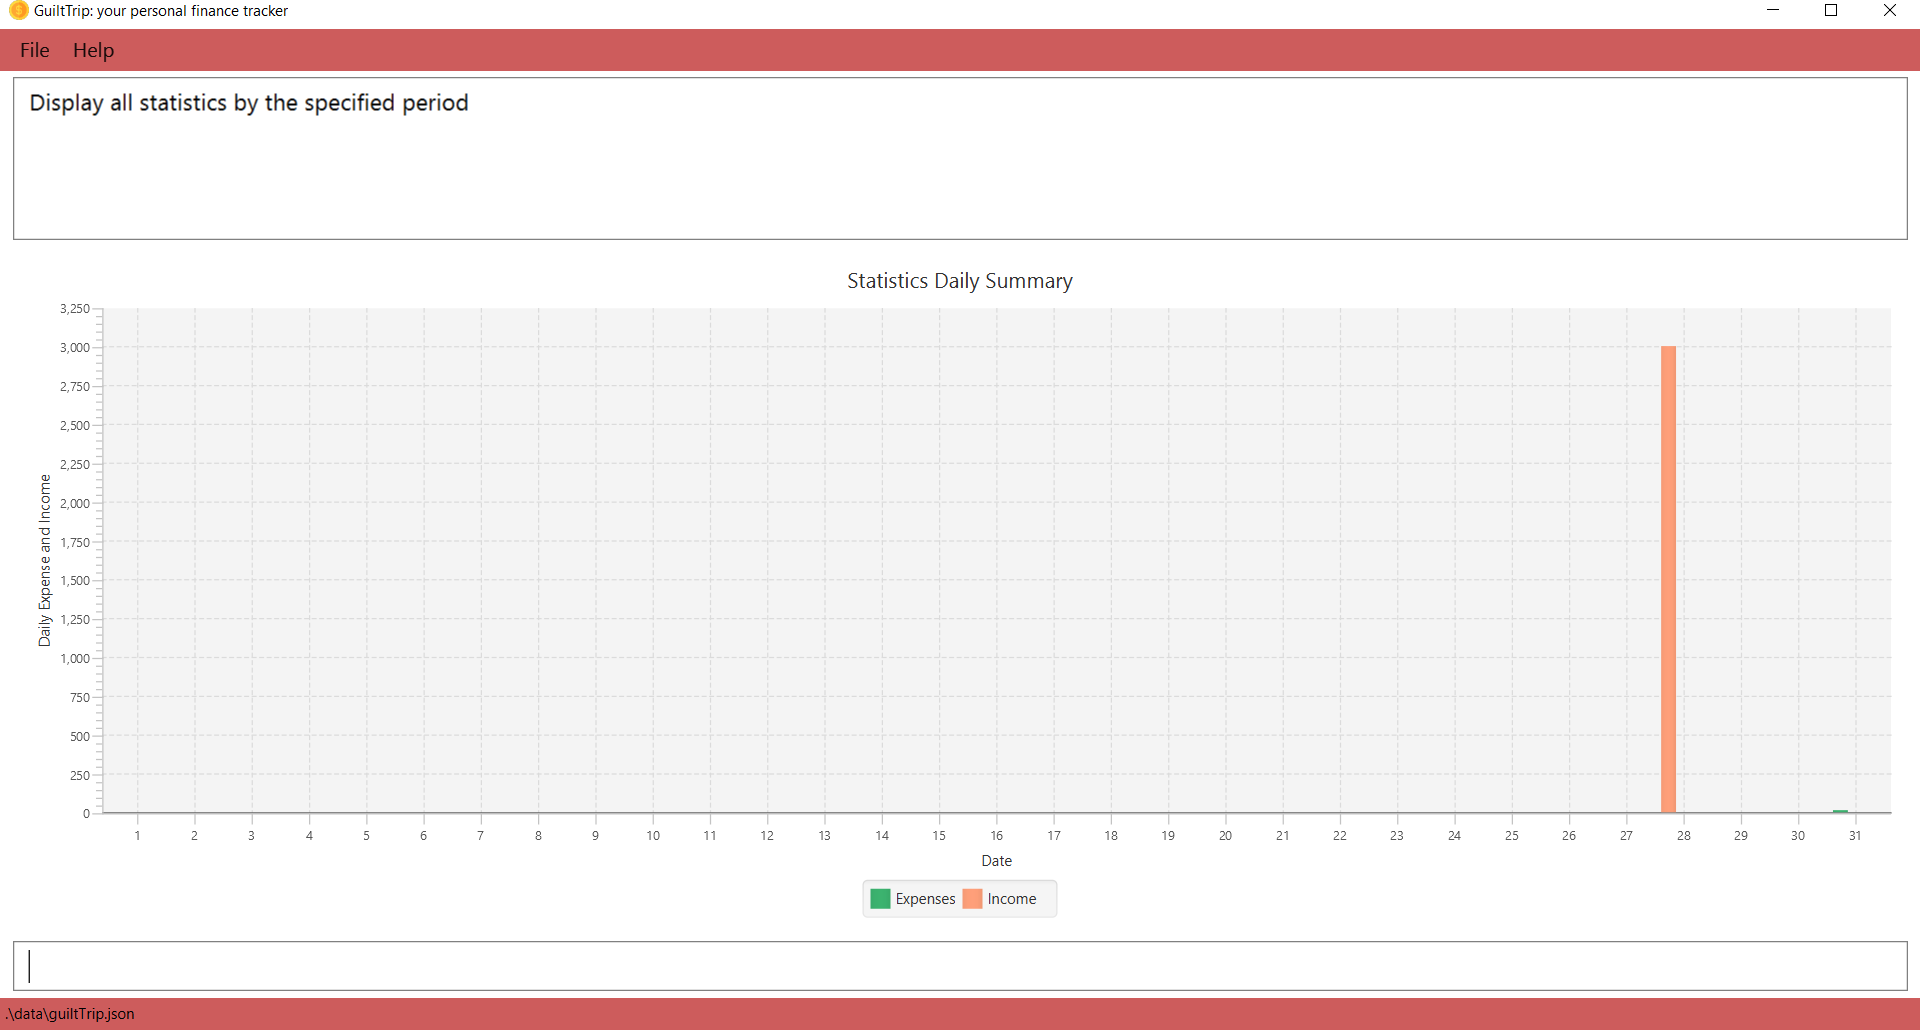 GuiltTrip: your personal finance tracker
File Help
Display all statistics by the specified period
Statistics Daily Summary
3,250
3,000
2,750
2,500
2,250
2,000
1,750
1,500
1,250
1,000
750
500
250
0
Daily Expense and Income
1 2 3 4 5 6 7 8 9 10 11 12 13 14 15 16 17 18 19 20 21 22 23 24 25 26 27 28 29 30 31
Date
Expenses Income
.\data\guiltTrip.json